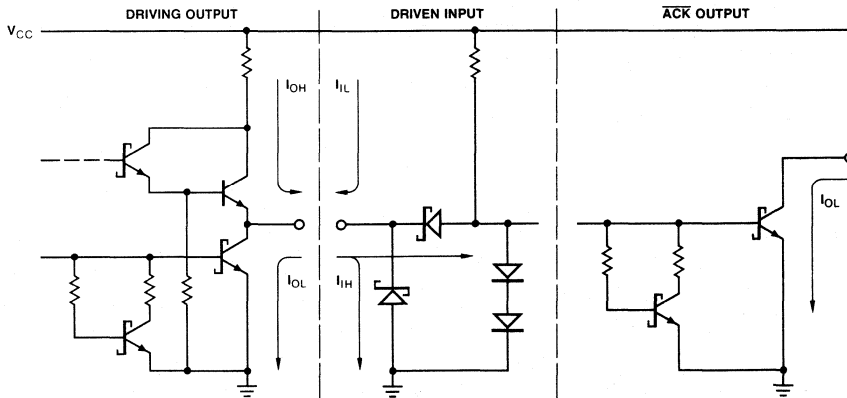 DRIVING OUTPUT
DRIVEN INPUT
ACK OUTPUT
VCC
IOH
IIL
IOL
IIH
IOL